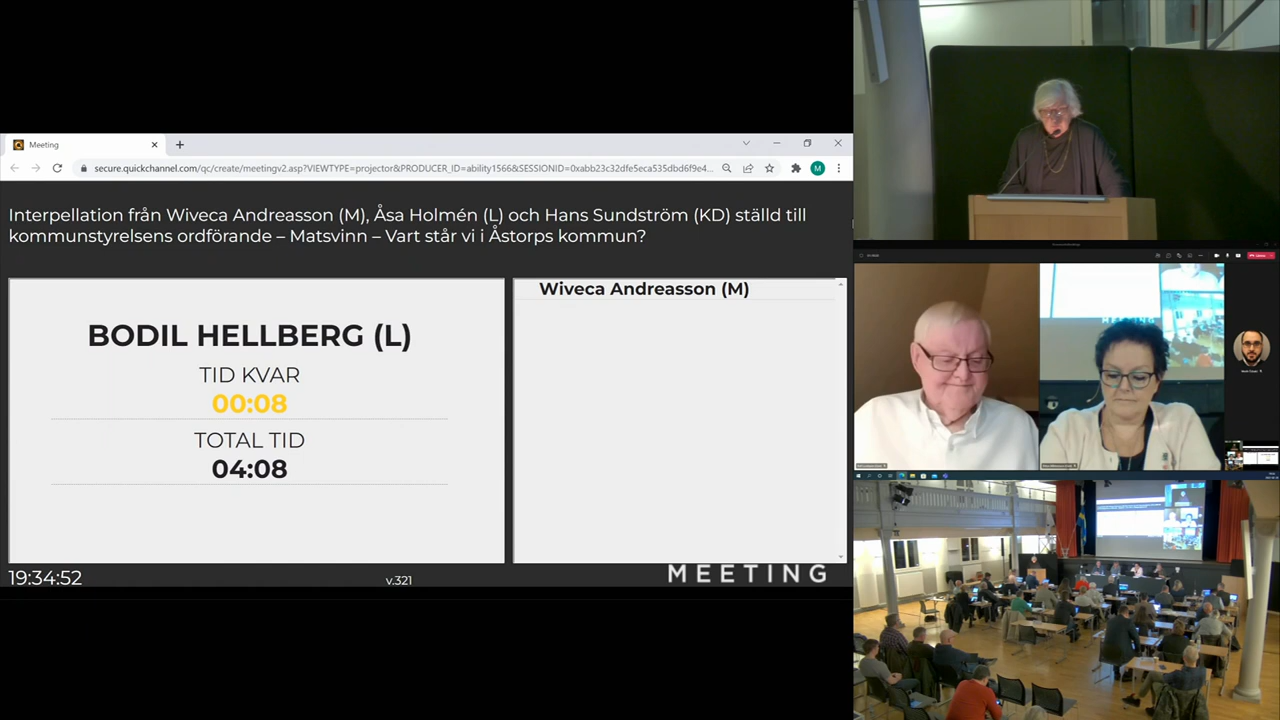 Meeting
secure.quickchannel.com/qc/create/meetingv2.asp?VIEWTYPE=projector&PRODUCER_ID=ability1566&SESSIONID=0xabb23c32dfe5eca535dbd6f9e4...
M
Interpellation från Wiveca Andreasson (M), Åsa Holmén (L) och Hans Sundström (KD) ställd till
kommunstyrelsens ordförande – Matsvinn – Vart står vi i Åstorps kommun?
BODIL HELLBERG (L)
TID KVAR
00:08
TOTAL TID
04:08
Wiveca Andreasson (M)
19:34:52
v.321
MEETING